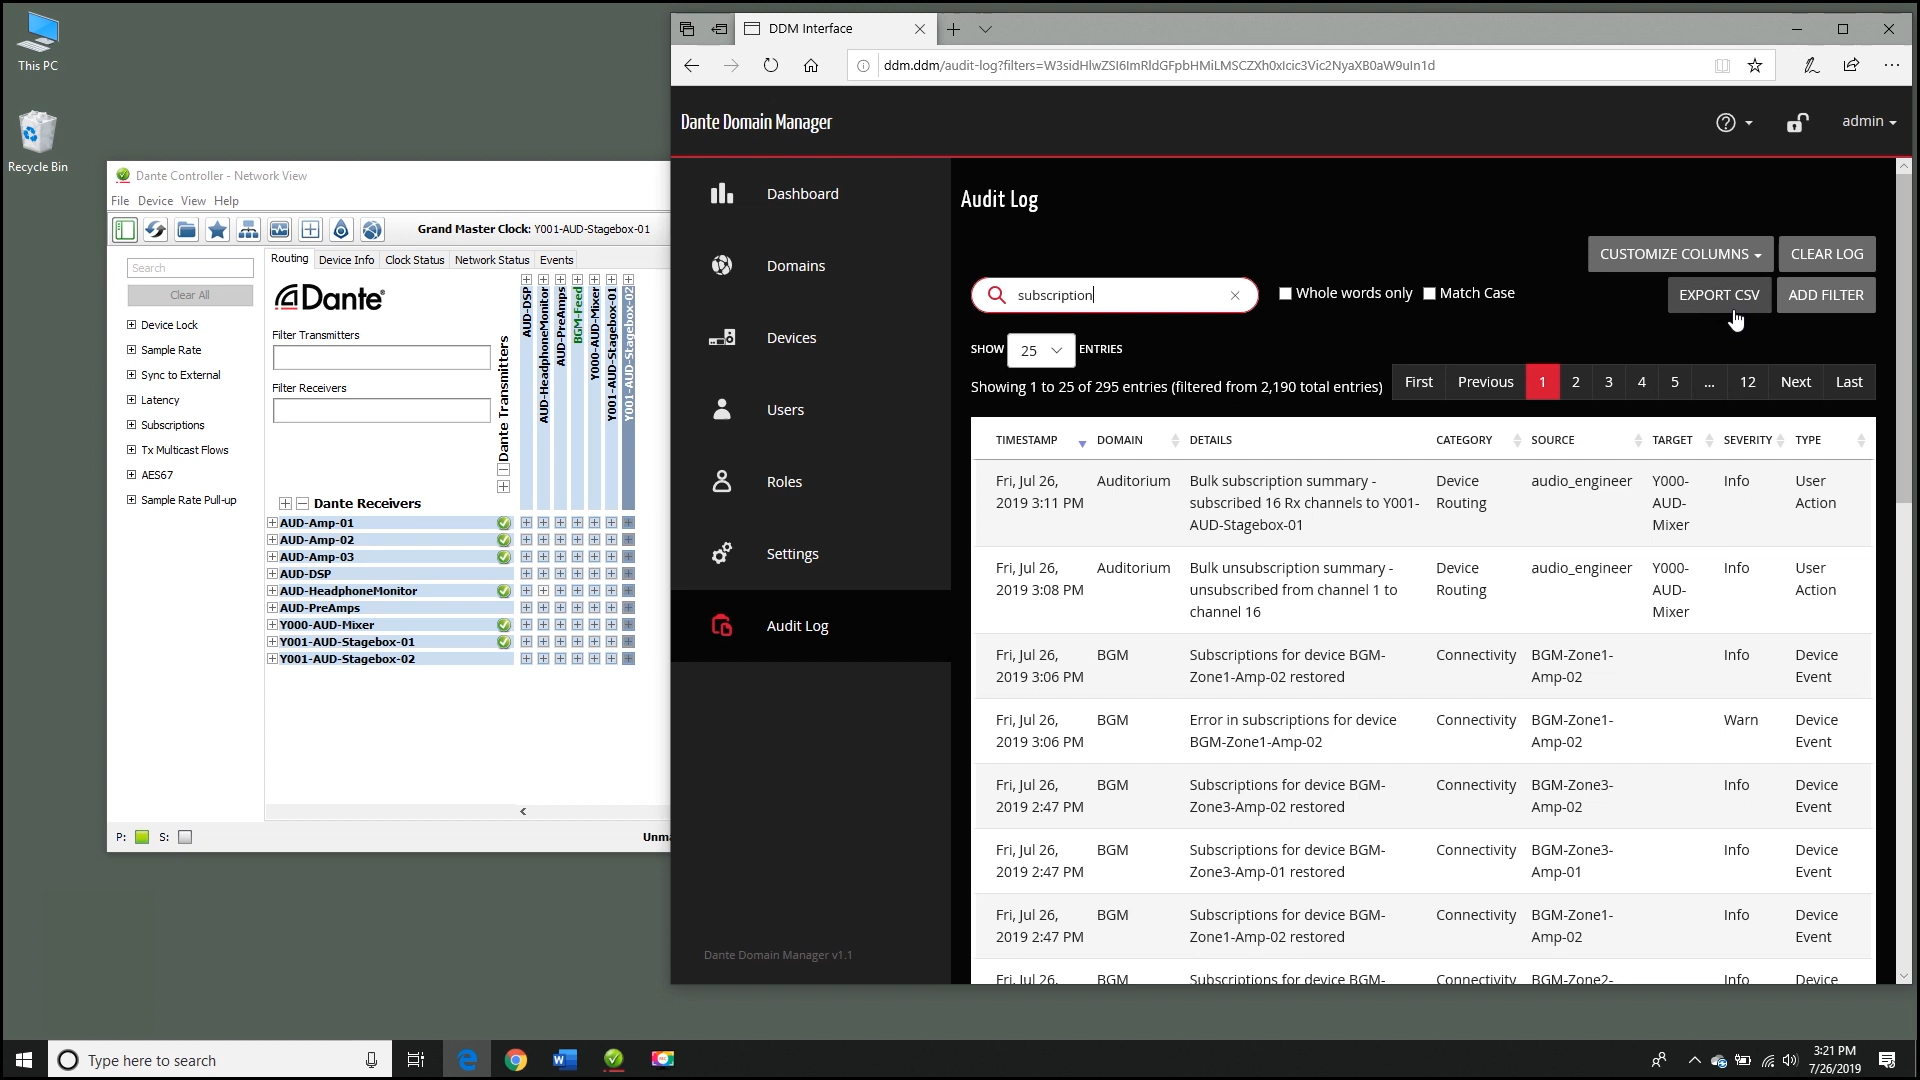 This PC
Recycle Bin
Dante Controller - Network View
File Device View Help
Grand Master Clock: Y001-AUD-Stagebox-01
Routing Device Info Clock Status Network Status Events
Search
Clear All
Device Lock
Sample Rate
Sync to External
Latency
Subscriptions
Tx Multicast Flows
AES67
Sample Rate Pull-up
Dante
Filter Transmitters
Filter Receivers
Dante Transmitters
AUD-DSP
AUD-HeadphoneMonitor
AUD-PreAmps
BGM-Feed
Y000-AUD-Mixer
Y001-AUD-Stagebox-01
Y001-AUD-Stagebox-02
Dante Receivers
AUD-Amp-01
AUD-Amp-02
AUD-Amp-03
AUD-DSP
AUD-HeadphoneMonitor
AUD-PreAmps
Y000-AUD-Mixer
Y001-AUD-Stagebox-01
Y001-AUD-Stagebox-02
P: S:
DDM Interface
ddm.ddm/audit-log?filters=W3sidHlwZSI6ImRldGFpbHMiLMSCZXh0xIcic3Vic2NyaXB0aW9uIn1d
Dante Domain Manager
admin
Dashboard
Domains
Devices
Users
Roles
Settings
Audit Log
Dante Domain Manager v1.1
Audit Log
CUSTOMIZE COLUMNS CLEAR LOG
subscription Whole words only Match Case EXPORT CSV ADD FILTER
SHOW 25 ENTRIES
Showing 1 to 25 of 295 entries (filtered from 2,190 total entries) First Previous 1 2 3 4 5 ... 12 Next Last
TIMESTAMP DOMAIN DETAILS CATEGORY SOURCE TARGET SEVERITY TYPE
Fri, Jul 26, Auditorium Bulk subscription summary - Device audio_engineer Y000- Info User
2019 3:11 PM subscribed 16 Rx channels to Y001- Routing AUD- Action
AUD-Stagebox-01 Mixer
Fri, Jul 26, Auditorium Bulk unsubscription summary - Device audio_engineer Y000- Info User
2019 3:08 PM unsubscribed from channel 1 to Routing AUD- Action
channel 16 Mixer
Fri, Jul 26, BGM Subscriptions for device BGM- Connectivity BGM-Zone1- Info Device
2019 3:06 PM Zone1-Amp-02 restored Amp-02 Event
Fri, Jul 26, BGM Error in subscriptions for device Connectivity BGM-Zone1- Warn Device
2019 3:06 PM BGM-Zone1-Amp-02 Amp-02 Event
Fri, Jul 26, BGM Subscriptions for device BGM- Connectivity BGM-Zone3- Info Device
2019 2:47 PM Zone3-Amp-02 restored Amp-02 Event
Fri, Jul 26, BGM Subscriptions for device BGM- Connectivity BGM-Zone3- Info Device
2019 2:47 PM Zone3-Amp-01 restored Amp-01 Event
Fri, Jul 26, BGM Subscriptions for device BGM- Connectivity BGM-Zone1- Info Device
2019 2:47 PM Zone1-Amp-02 restored Amp-02 Event
Fri, Jul 26, BGM Subscriptions for device BGM- Connectivity BGM-Zone2- Info Device
Type here to search
3:21 PM
7/26/2019